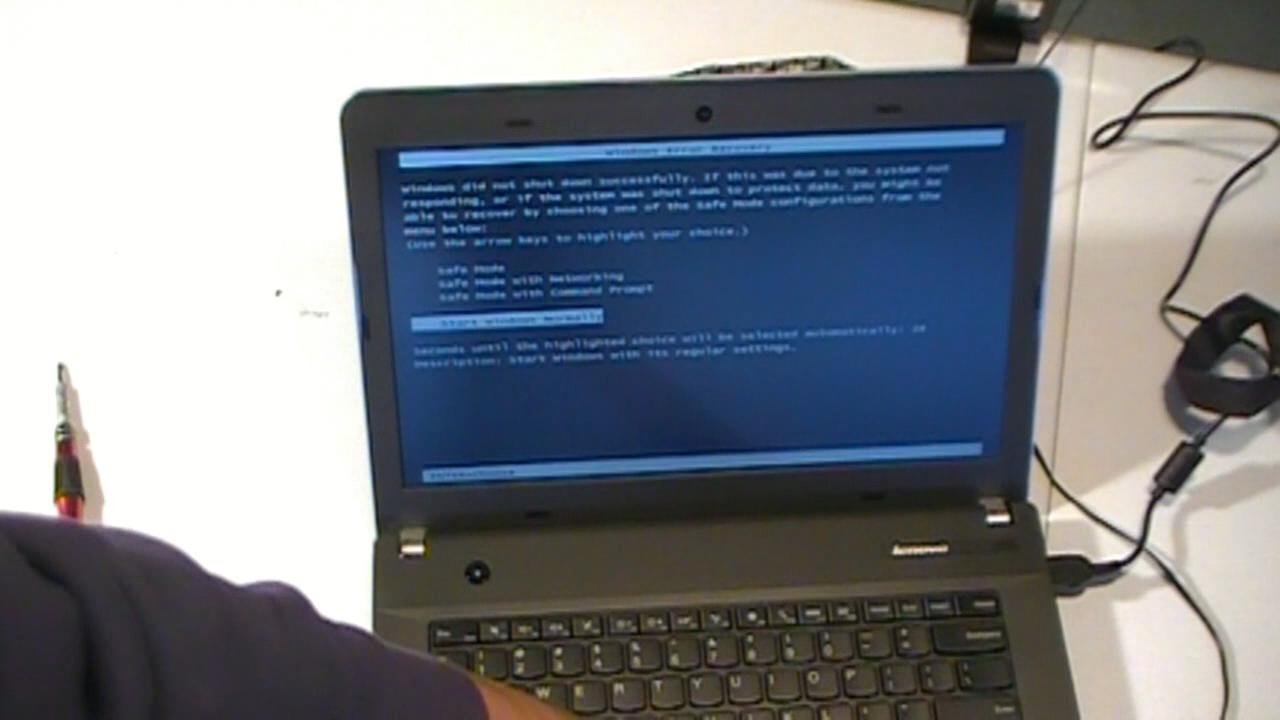 Windows Error Recovery
Windows did not shut down successfully. If this was due to the system not
responding, or if the system was shut down to protect data, you might be
able to recover by choosing one of the Safe Mode configurations from the
menu below:
(Use the arrow keys to highlight your choice.)
Safe Mode
Safe Mode with Networking
Safe Mode with Command Prompt
Start Windows Normally
Seconds until the highlighted choice will be selected automatically:
Description: Start Windows with its regular settings.
ENTER=Choose
lenovo
W E R T Y U I O P